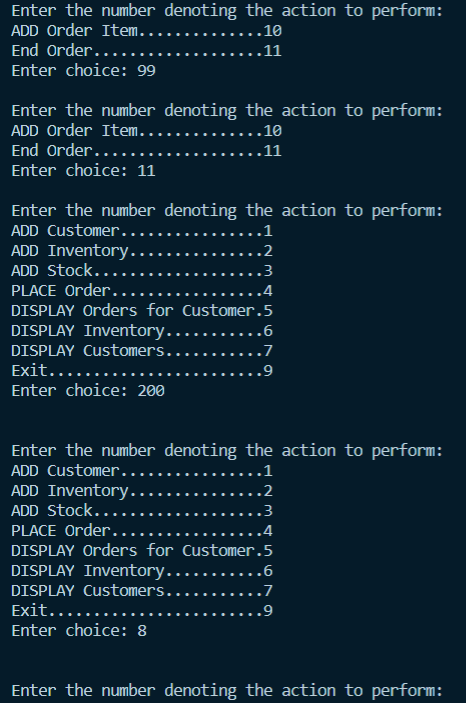 Enter the number denoting the action to perform:
ADD Order Item..............10
End Order...................11
Enter choice: 99
Enter the number denoting the action to perform:
ADD Order Item..............10
End Order...................11
Enter choice: 11
Enter the number denoting the action to perform:
ADD Customer................1
ADD Inventory...............2
ADD Stock...................3
PLACE Order.................4
DISPLAY Orders for Customer.5
DISPLAY Inventory...........6
DISPLAY Customers...........7
Exit........................9
Enter choice: 200
Enter the number denoting the action to perform:
ADD Customer................1
ADD Inventory...............2
ADD Stock...................3
PLACE Order.................4
DISPLAY Orders for Customer.5
DISPLAY Inventory...........6
DISPLAY Customers...........7
Exit........................9
Enter choice: 8
Enter the number denoting the action to perform: